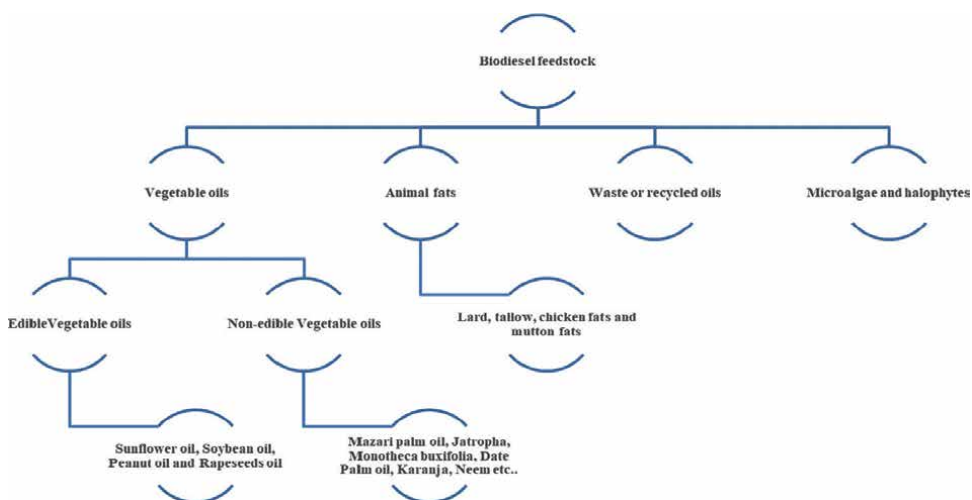 Biodiesel feedstock
Vegetable oils
Animal fats
Waste or recycled oils
Microalgae and halophytes
EdibleVegetable oils
Non-edible Vegetable oils
Lard, tallow, chicken fats and
mutton fats
Sunflower oil, Soybean oil,
Peanut oil and Rapeseeds oil
Mazari palm oil, Jatropha,
Monotheca buxifolia, Date
Palm oil, Karanja, Neem etc..